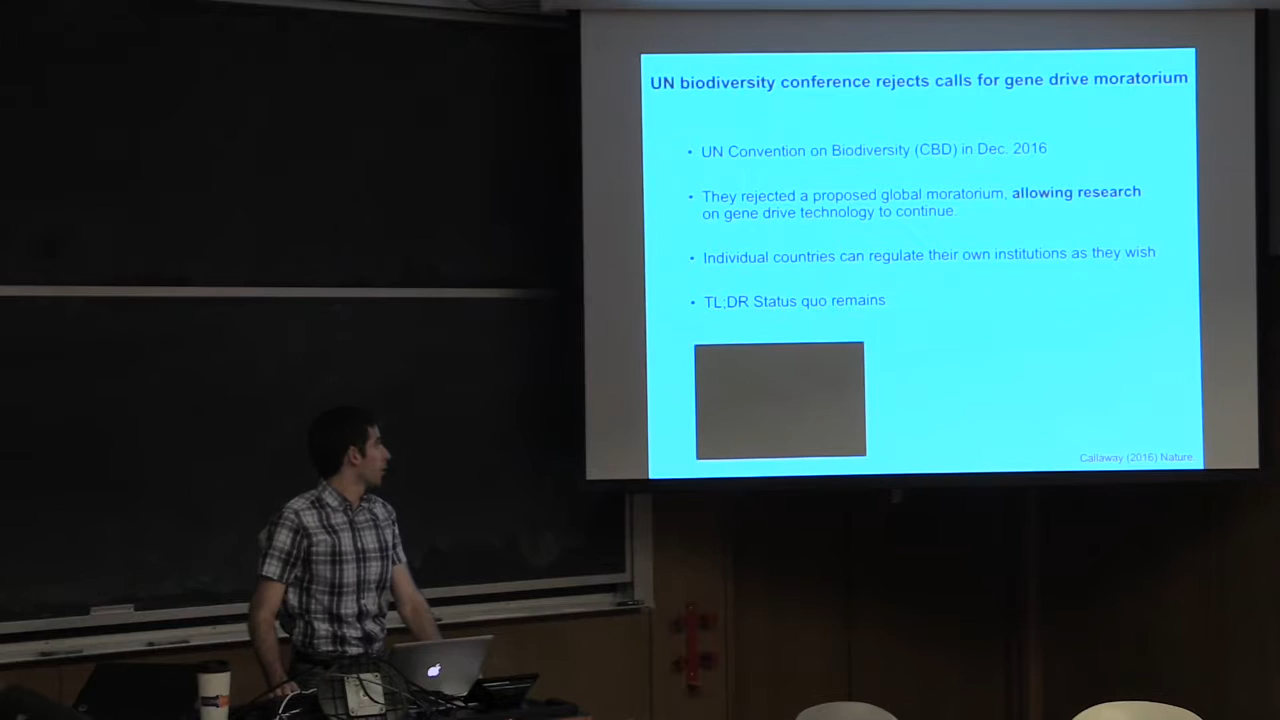 UN biodiversity conference rejects calls for gene drive moratorium
• UN Convention on Biodiversity (CBD) in Dec. 2016
• They rejected a proposed global moratorium, allowing research
on gene drive technology to continue.
• Individual countries can regulate their own institutions as they wish
• TL;DR Status quo remains
Callaway (2016) Nature.